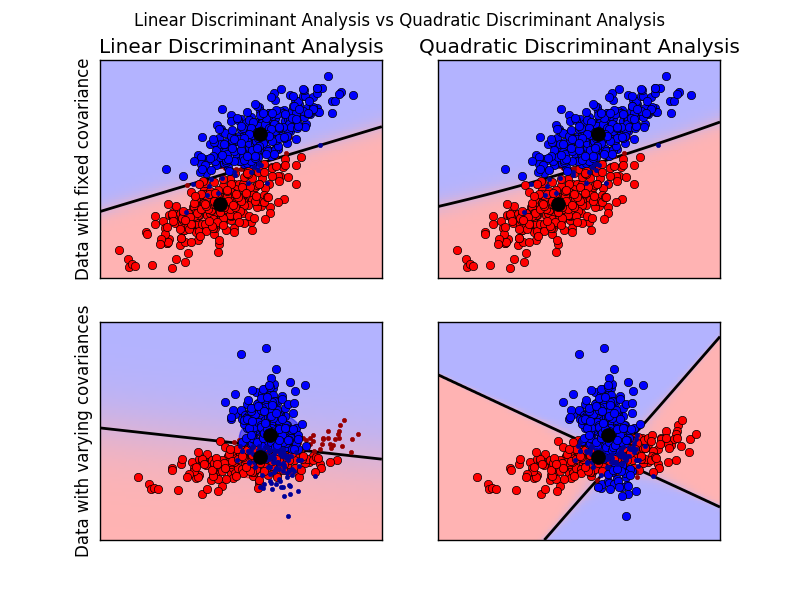 Linear Discriminant Analysis vs Quadratic Discriminant Analysis
Linear Discriminant Analysis
Quadratic Discriminant Analysis
Data with fixed covariance
Data with varying covariances